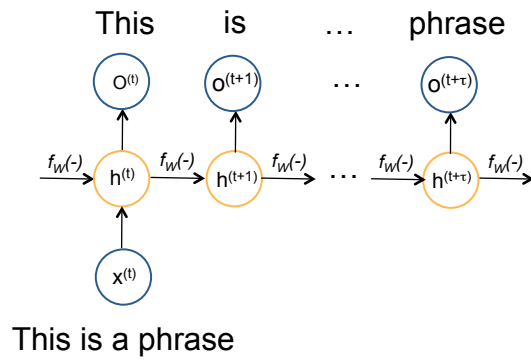 This is ... phrase
O(t) o(t+1) ... o(t+τ)
fW(-) fW(-) fW(-) fW(-) fW(-)
h(t) h(t+1) ... h(t+τ)
x(t)
This is a phrase